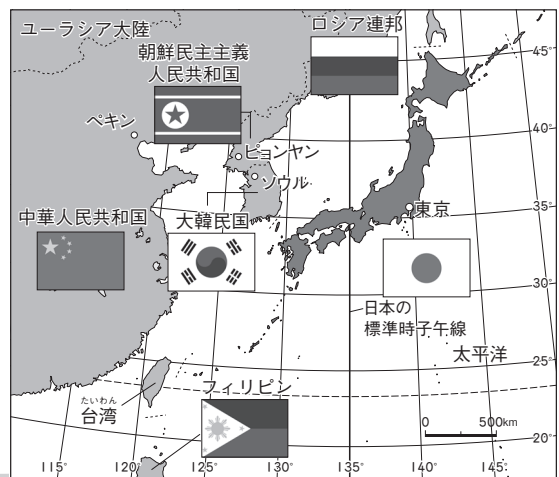 ユーラシア大陸
ロシア連邦
朝鮮民主主義
人民共和国
ペキン
ピョンヤン
ソウル
中華人民共和国
大韓民国
東京
日本の
標準時子午線
太平洋
フィリピン
たいわん
台湾
0 500km
45°
40°
35°
30°
25°
20°
115° 120° 125° 130° 135° 140° 145°